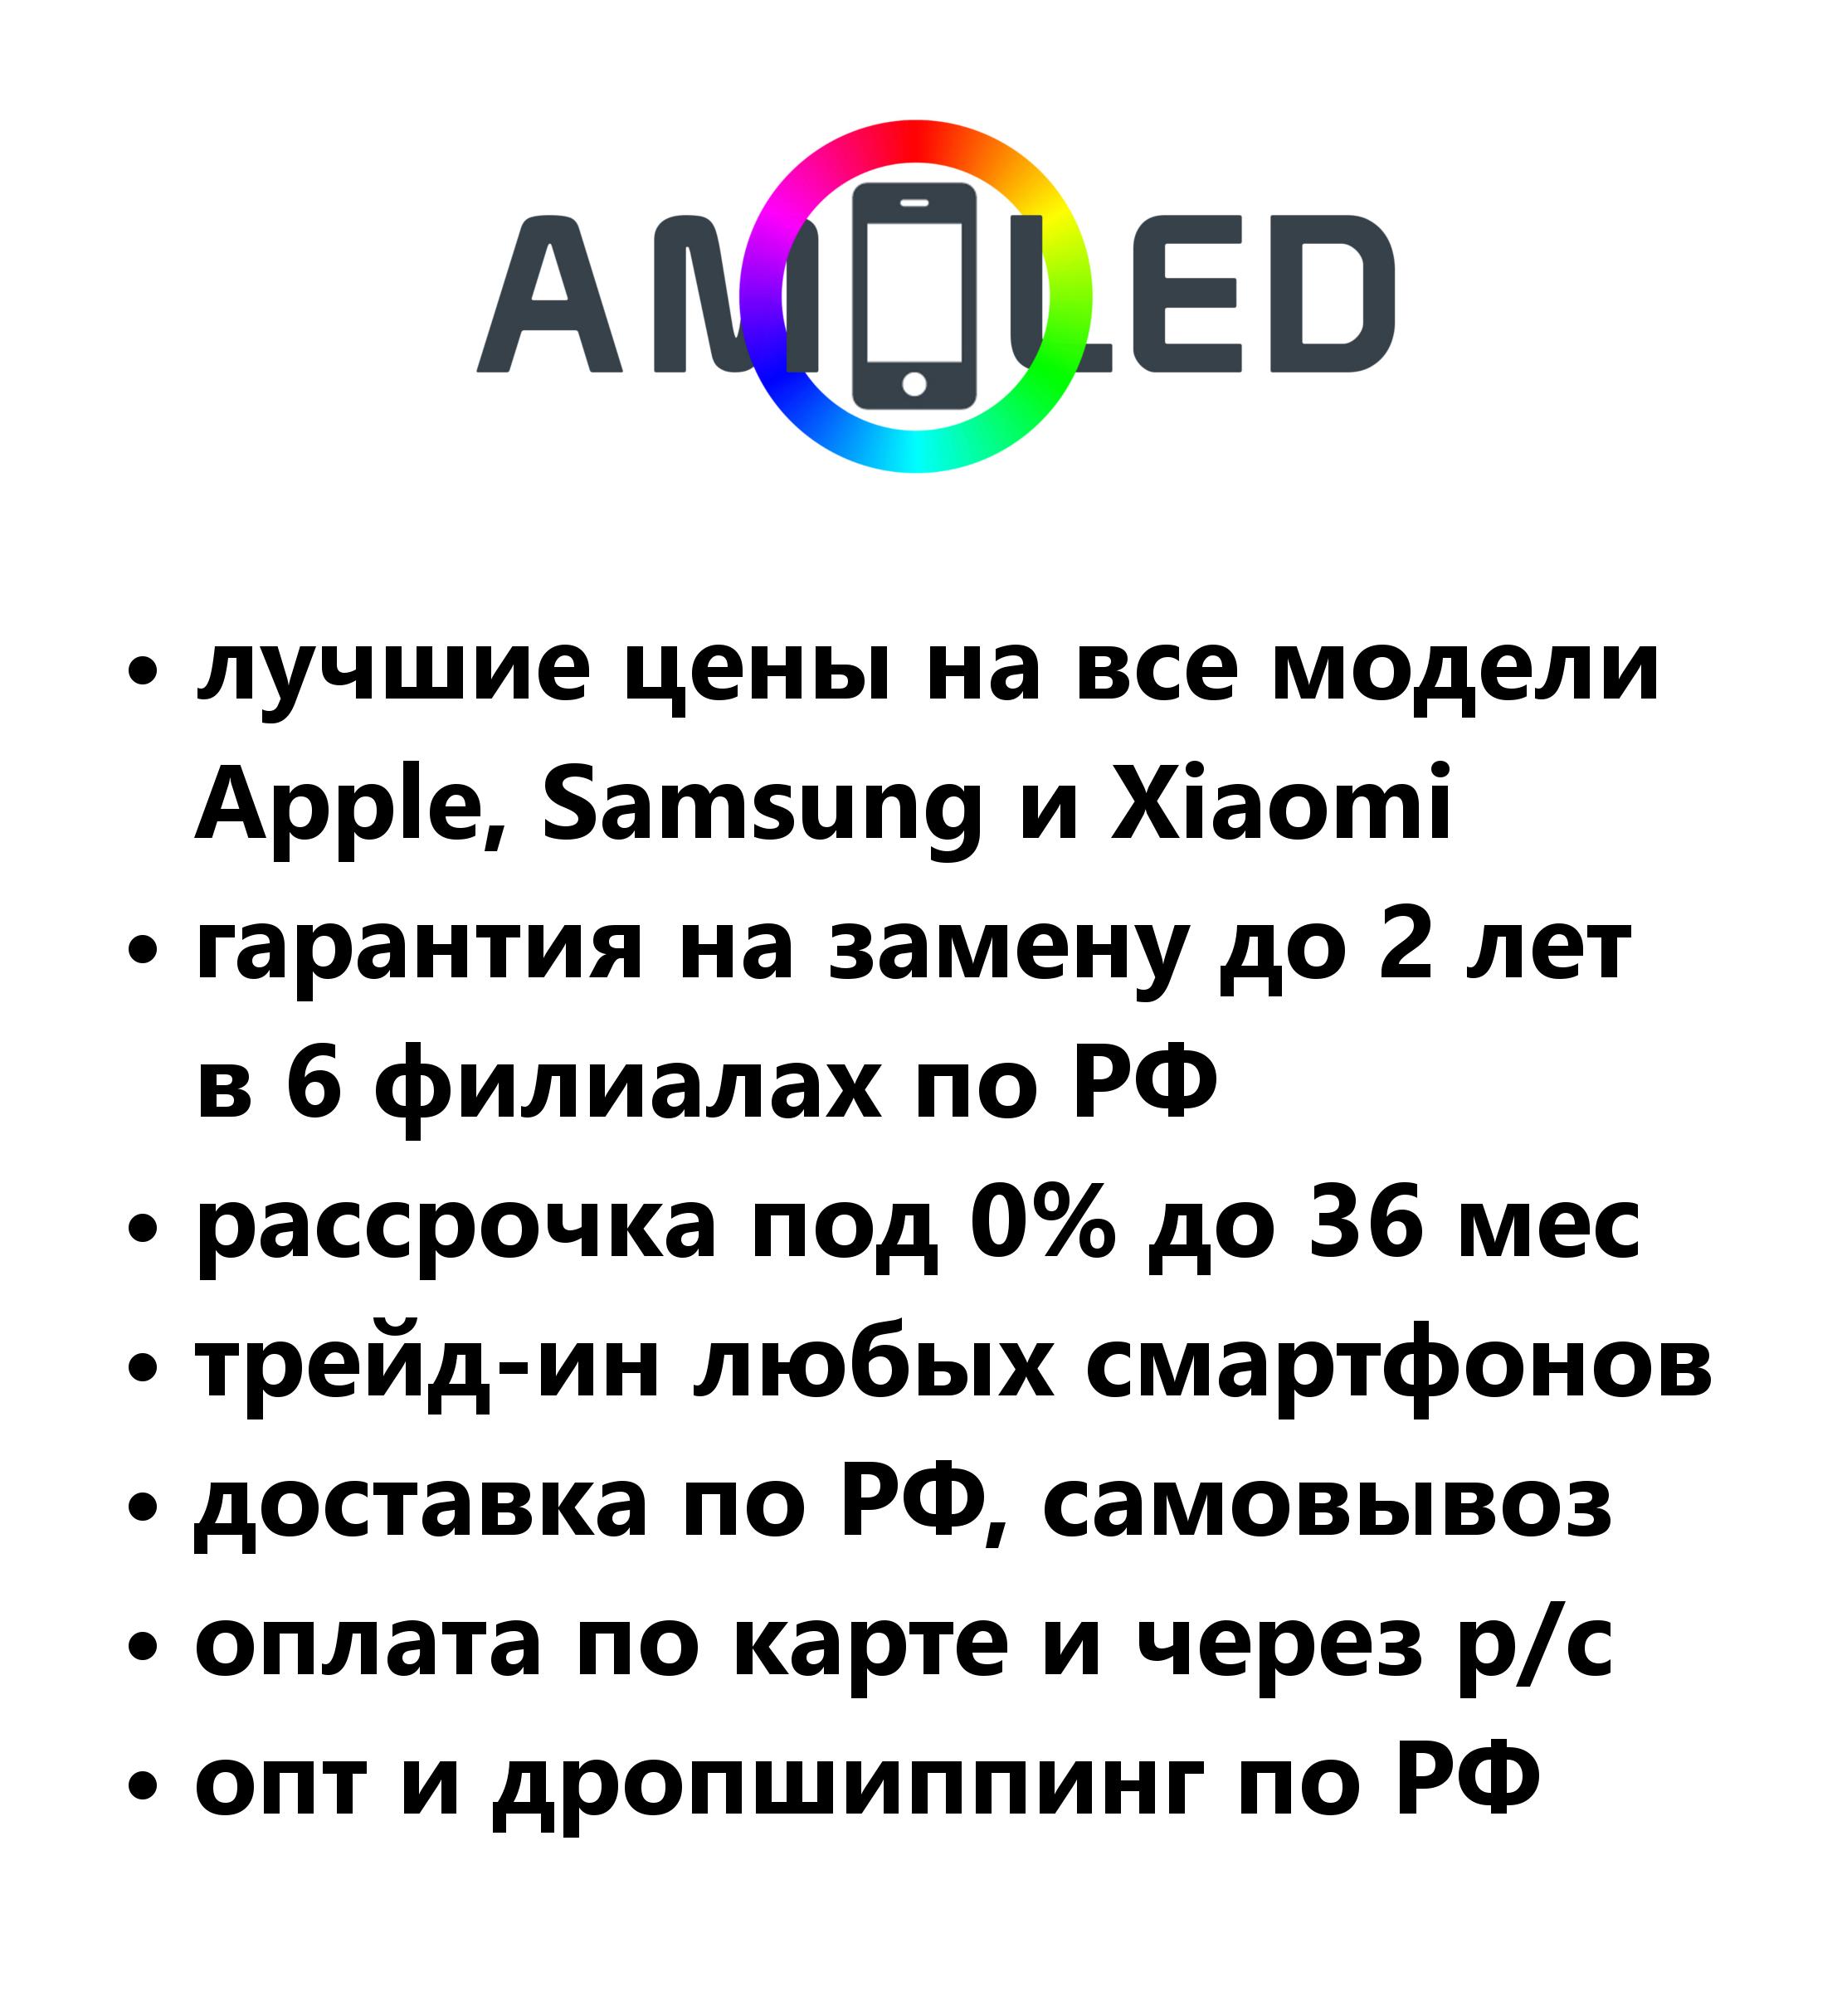 AMOLED
• лучшие цены на все модели
Apple, Samsung и Xiaomi
• гарантия на замену до 2 лет
в 6 филиалах по РФ
• рассрочка под 0% до 36 мес
• трейд-ин любых смартфонов
• доставка по РФ, самовывоз
• оплата по карте и через р/с
• опт и дропшиппинг по РФ